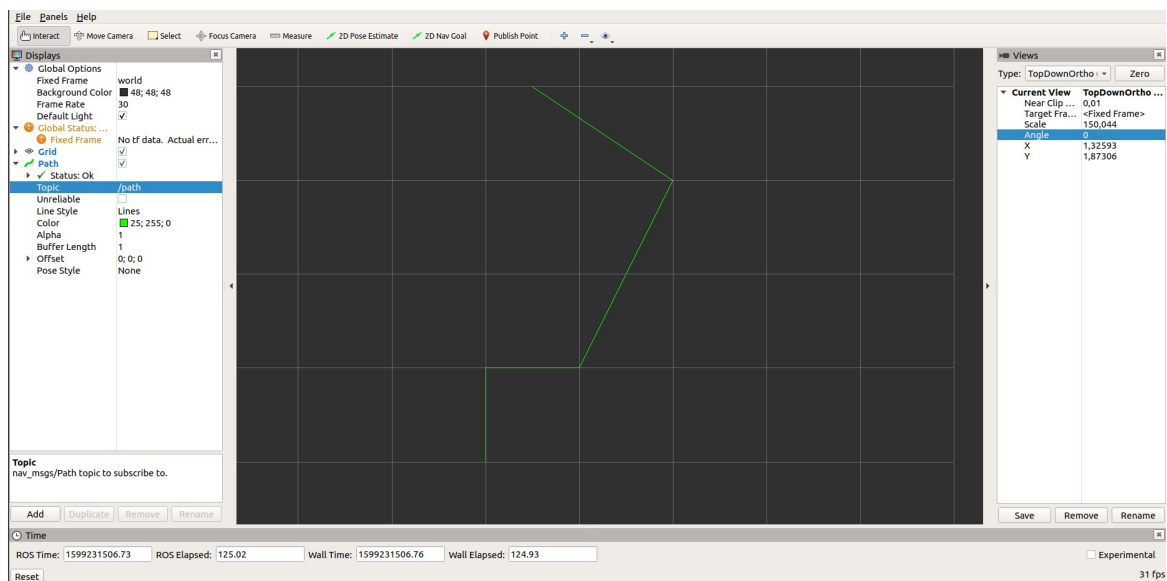 File Panels Help
Interact Move Camera Select Focus Camera Measure 2D Pose Estimate 2D Nav Goal Publish Point
Displays
Global Options
Fixed Frame world
Background Color 48; 48; 48
Frame Rate 30
Default Light ✓
Global Status: ...
Fixed Frame No tf data. Actual err...
Grid ✓
Path ✓
✓ Status: Ok
Topic /path
Unreliable
Line Style Lines
Color 25; 255; 0
Alpha 1
Buffer Length 1
Offset 0; 0; 0
Pose Style None
Topic
nav_msgs/Path topic to subscribe to.
Add Duplicate Remove Rename
Views
Type: TopDownOrtho Zero
Current View TopDownOrtho ...
Near Clip ... 0,01
Target Fra... <Fixed Frame>
Scale 150,044
Angle 0
X 1,32593
Y 1,87306
Save Remove Rename
Time
ROS Time: 1599231506.73 ROS Elapsed: 125.02 Wall Time: 1599231506.76 Wall Elapsed: 124.93 Experimental
Reset 31 fps